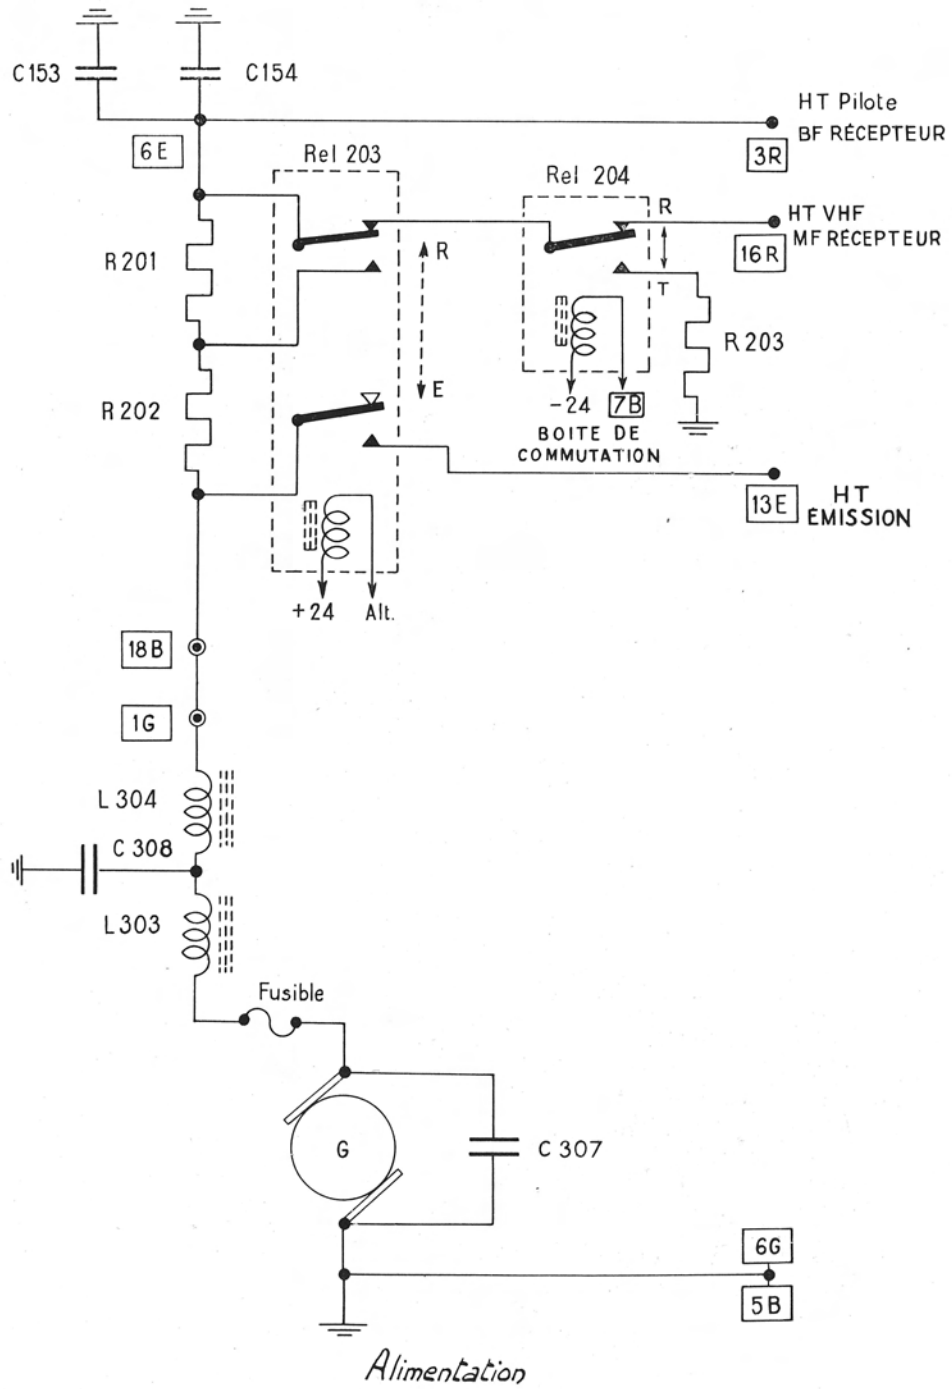 C153
C154
HT Pilote
BF RÉCEPTEUR
6E
3R
Rel 203
Rel 204
R
HT VHF
MF RÉCEPTEUR
16R
R201
R
T
R203
E
R202
-24
7B
BOITE DE
COMMUTATION
13E
HT
ÉMISSION
+24
Alt.
18B
1G
L304
C308
L303
Fusible
G
C307
6G
5B
Alimentation